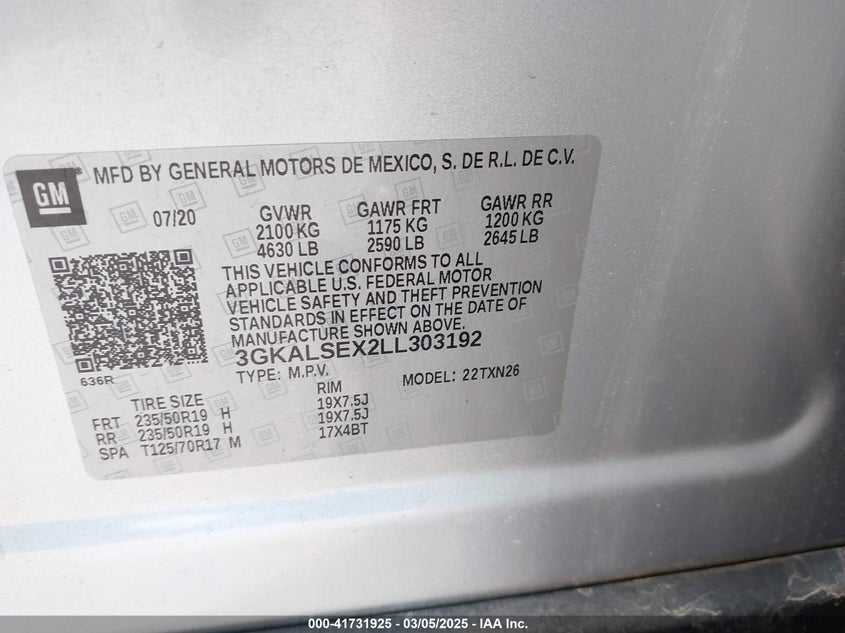 GM
MFD BY GENERAL MOTORS DE MEXICO, S. DE R.L. DE C.V.
07/20 GVWR GAWR FRT GAWR RR
2100 KG 1175 KG 1200 KG
4630 LB 2590 LB 2645 LB
THIS VEHICLE CONFORMS TO ALL
APPLICABLE U.S. FEDERAL MOTOR
VEHICLE SAFETY AND THEFT PREVENTION
STANDARDS IN EFFECT ON THE DATE OF
MANUFACTURE SHOWN ABOVE.
3GKALSEX2LL303192
636R TYPE: M.P.V. MODEL: 22TXN26
TIRE SIZE RIM
FRT 235/50R19 H 19X7.5J
RR 235/50R19 H 19X7.5J
SPA T125/70R17 M 17X4BT
000-41731925 - 03/05/2025 - IAA Inc.